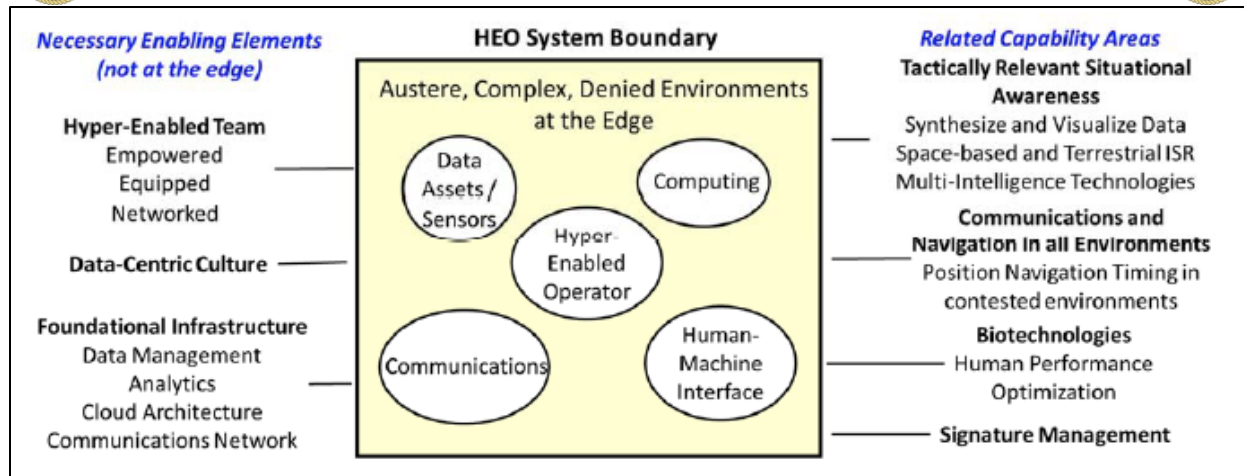 Necessary Enabling Elements
(not at the edge)
Hyper-Enabled Team
Empowered
Equipped
Networked
Data-Centric Culture
Foundational Infrastructure
Data Management
Analytics
Cloud Architecture
Communications Network
HEO System Boundary
Austere, Complex, Denied Environments
at the Edge
Data
Assets/
Sensors
Computing
Hyper-
Enabled
Operator
Communications
Human-
Machine
Interface
Related Capability Areas
Tactically Relevant Situational
Awareness
Synthesize and Visualize Data
Space-based and Terrestrial ISR
Multi-Intelligence Technologies
Communications and
Navigation in all Environments
Position Navigation Timing in
contested environments
Biotechnologies
Human Performance
Optimization
Signature Management